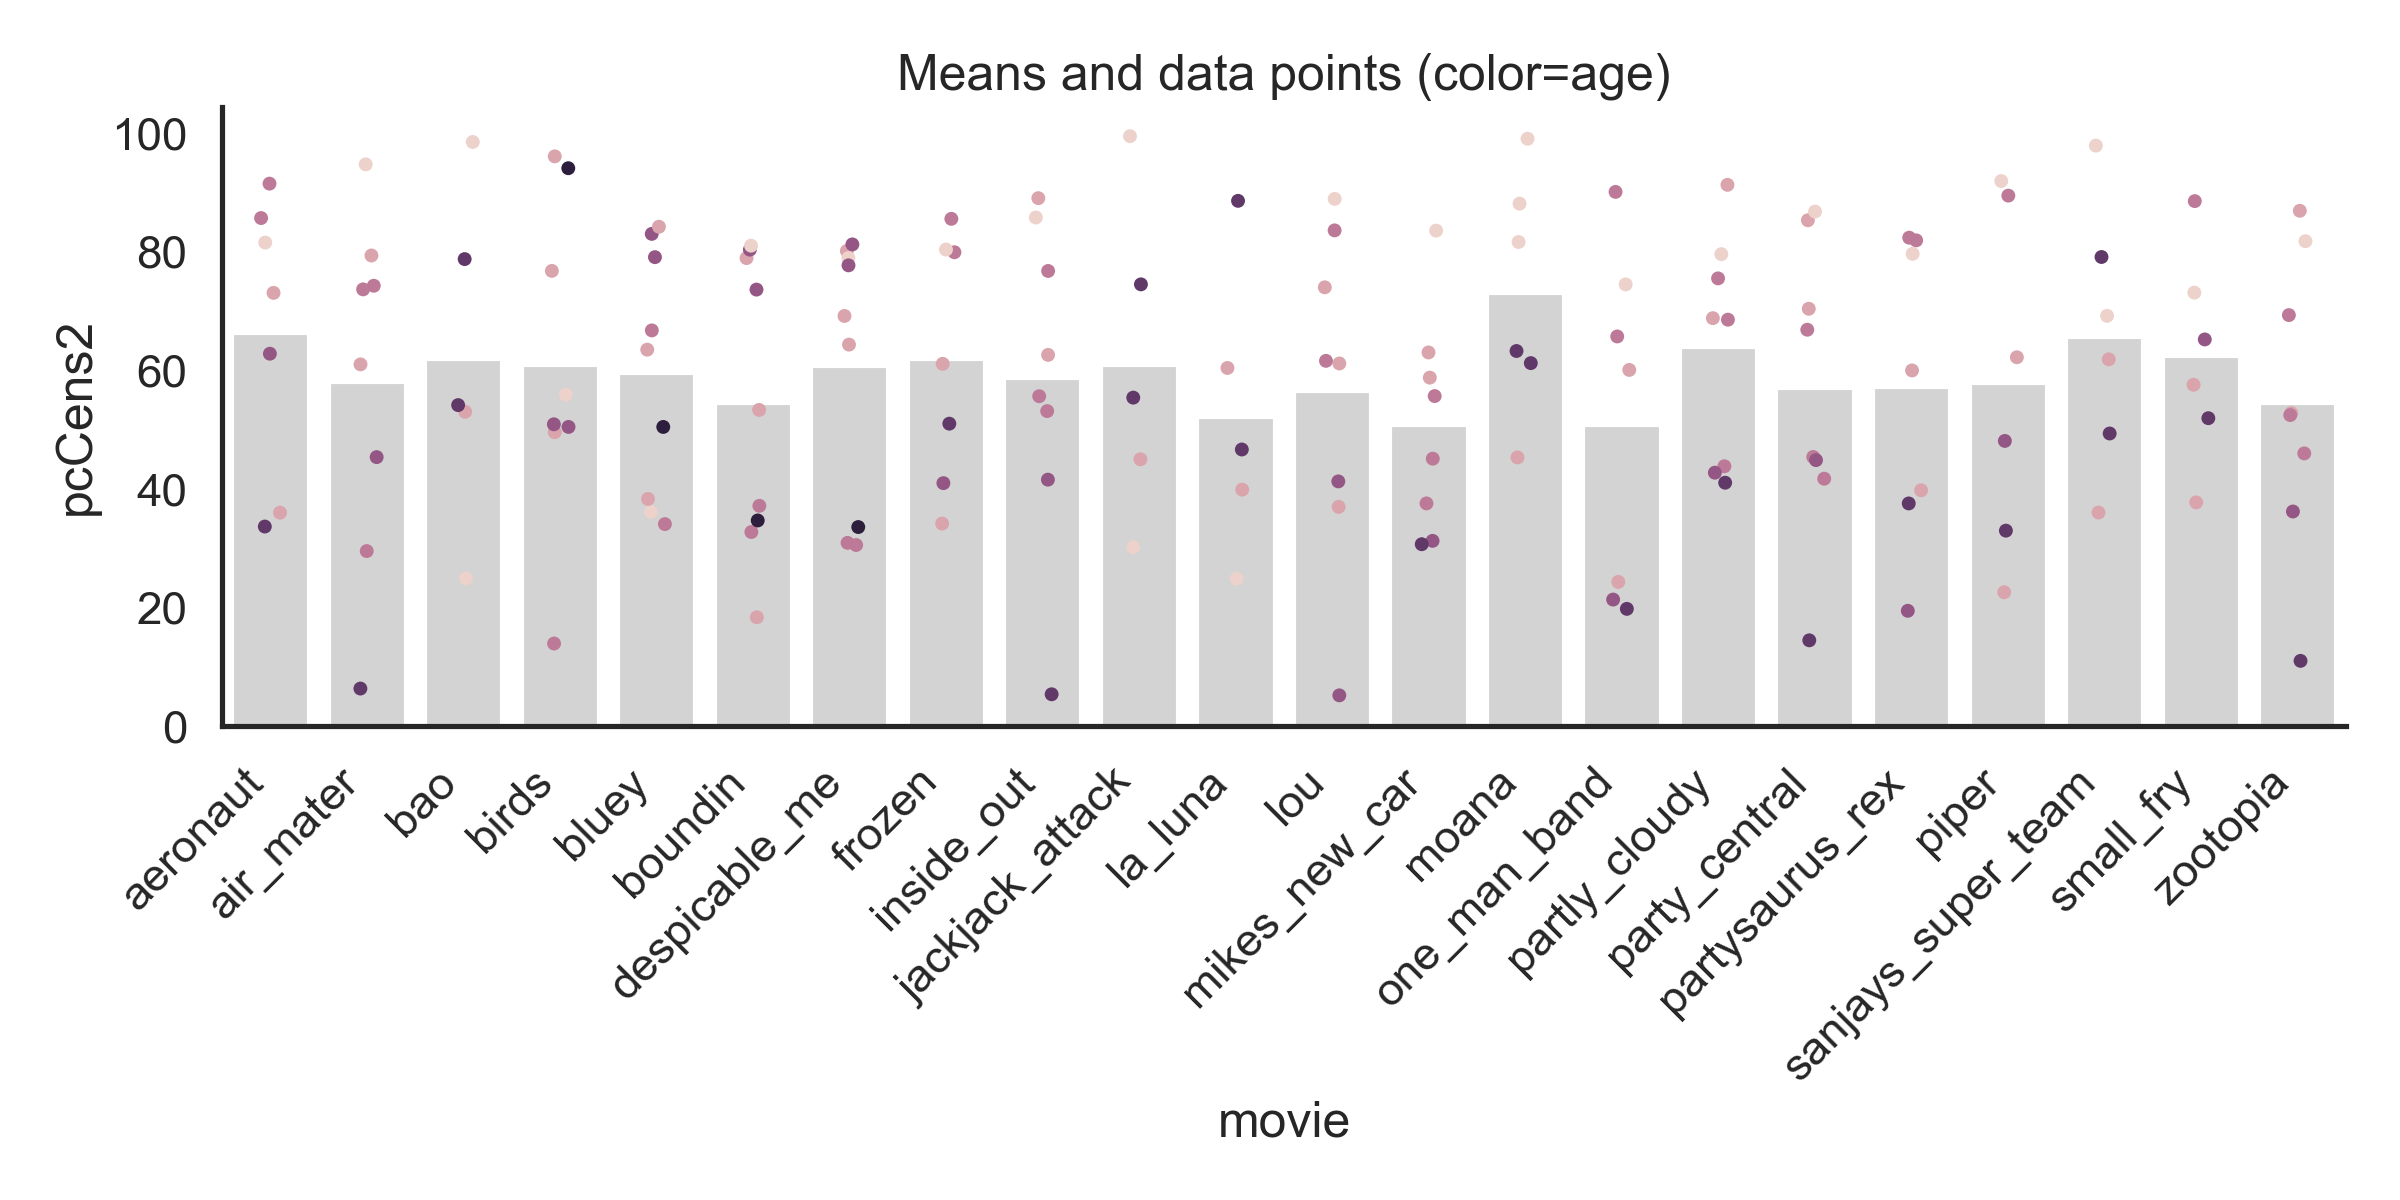 Means and data points (color=age)
pcCens2
100
80
60
40
20
0
aeronaut
air_mater
bao
birds
bluey
boundin
despicable_me
frozen
inside_out
jackjack_attack
la_luna
lou
mikes_new_car
moana
one_man_band
partly_cloudy
party_central
partysaurus_rex
piper
sanjays_super_team
small_fry
zootopia
movie